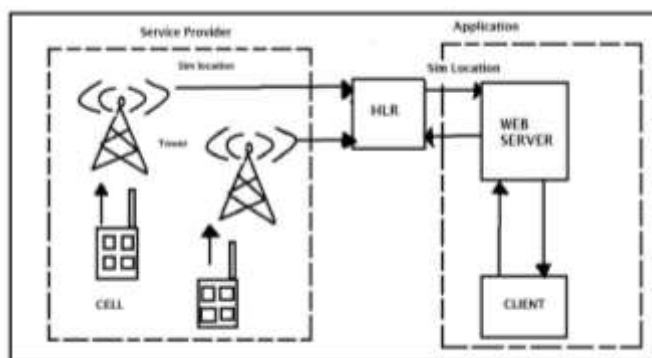 Service Provider
Application
Sim location
Sim Location
HLR
WEB
SERVER
Tower
CELL
CLIENT